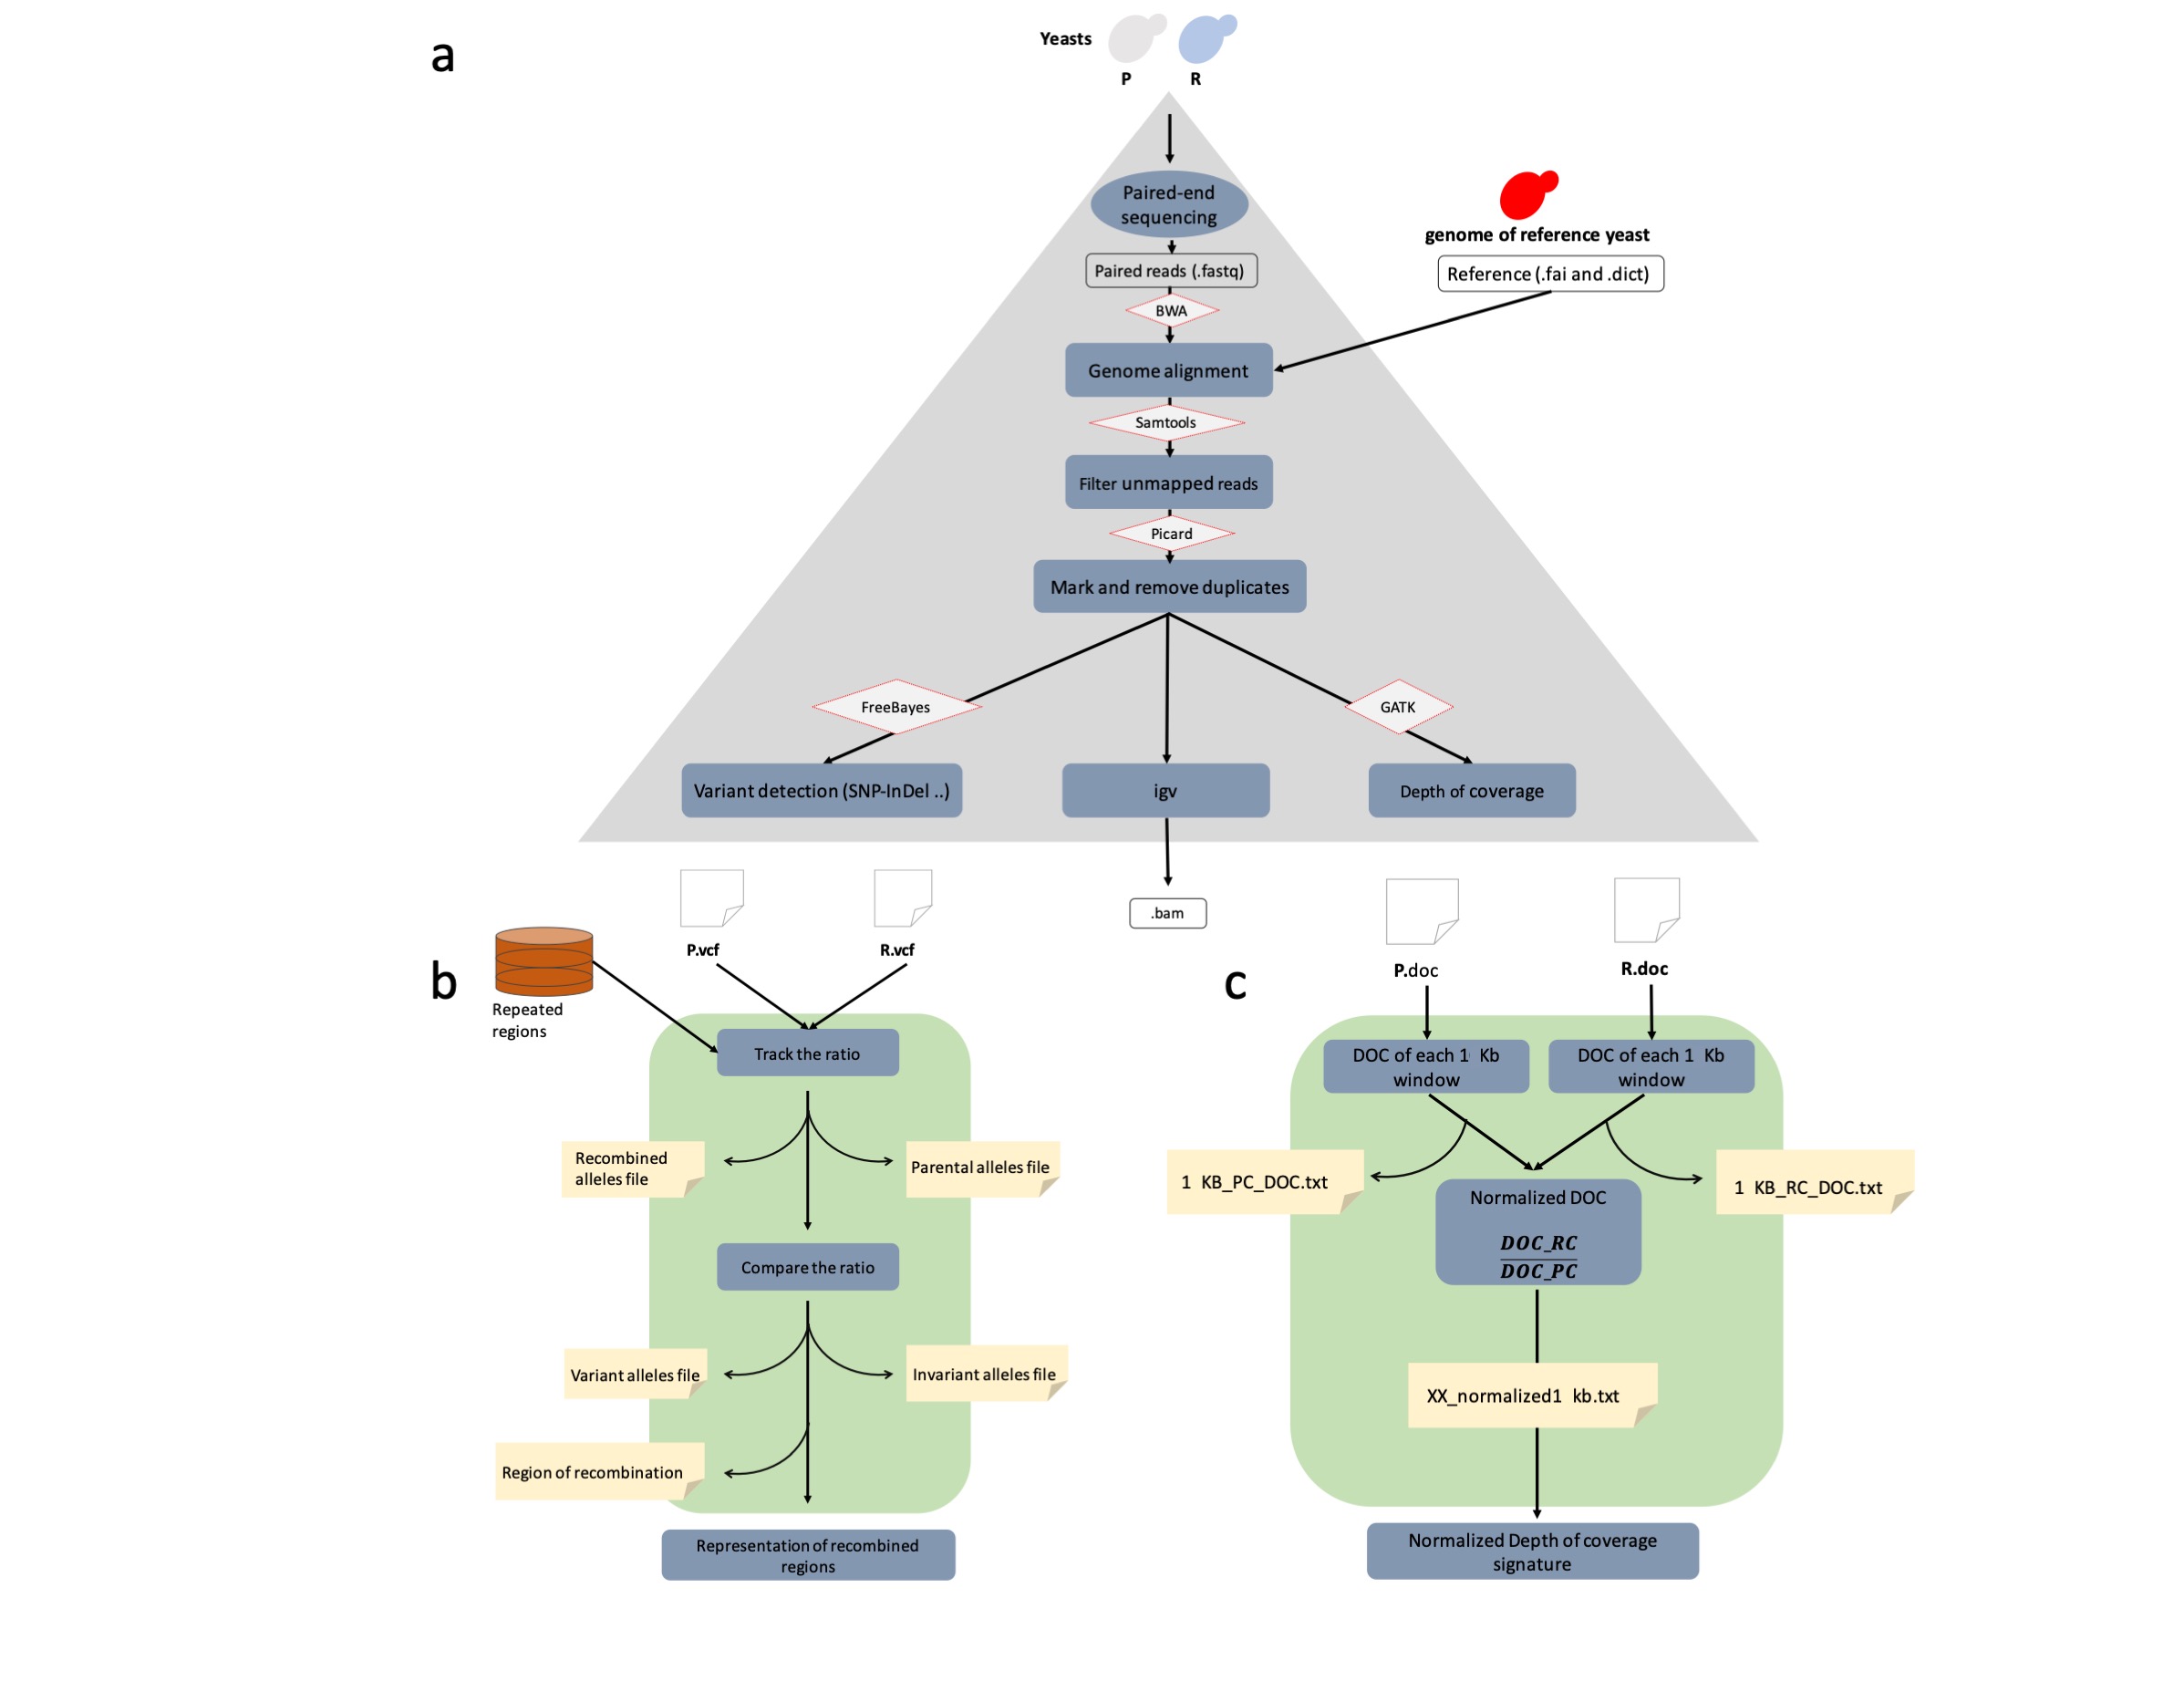 a
Yeasts
P
R
Paired-end
sequencing
genome of reference yeast
Paired reads (.fastq)
Reference (.fai and .dict)
BWA
Genome alignment
Samtools
Filter unmapped reads
Picard
Mark and remove duplicates
FreeBayes
GATK
Variant detection (SNP-InDel ..)
igv
Depth of coverage
.bam
b
Repeated
regions
P.vcf
R.vcf
Track the ratio
Recombined
alleles file
Parental alleles file
Compare the ratio
Variant alleles file
Invariant alleles file
Region of recombination
Representation of recombined
regions
c
P.doc
R.doc
DOC of each 1 Kb
window
DOC of each 1 Kb
window
1 KB_PC_DOC.txt
1 KB_RC_DOC.txt
Normalized DOC
DOC_RC
DOC_PC
XX_normalized1 kb.txt
Normalized Depth of coverage
signature